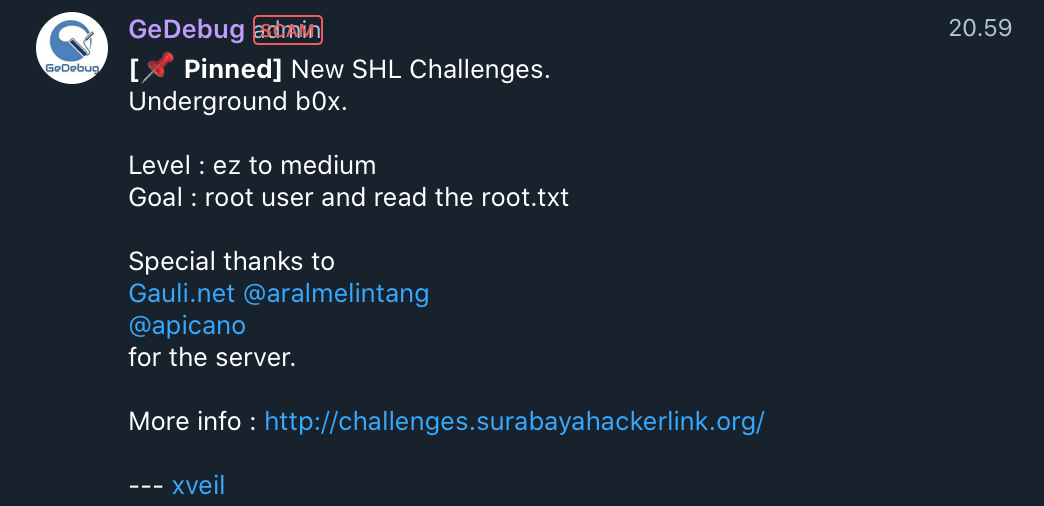 GeDebug admin SCAM 20.59
GeDebug
[📌 Pinned] New SHL Challenges.
Underground b0x.
Level : ez to medium
Goal : root user and read the root.txt
Special thanks to
Gauli.net @aralmelintang
@apicano
for the server.
More info : http://challenges.surabayahackerlink.org/
--- xveil